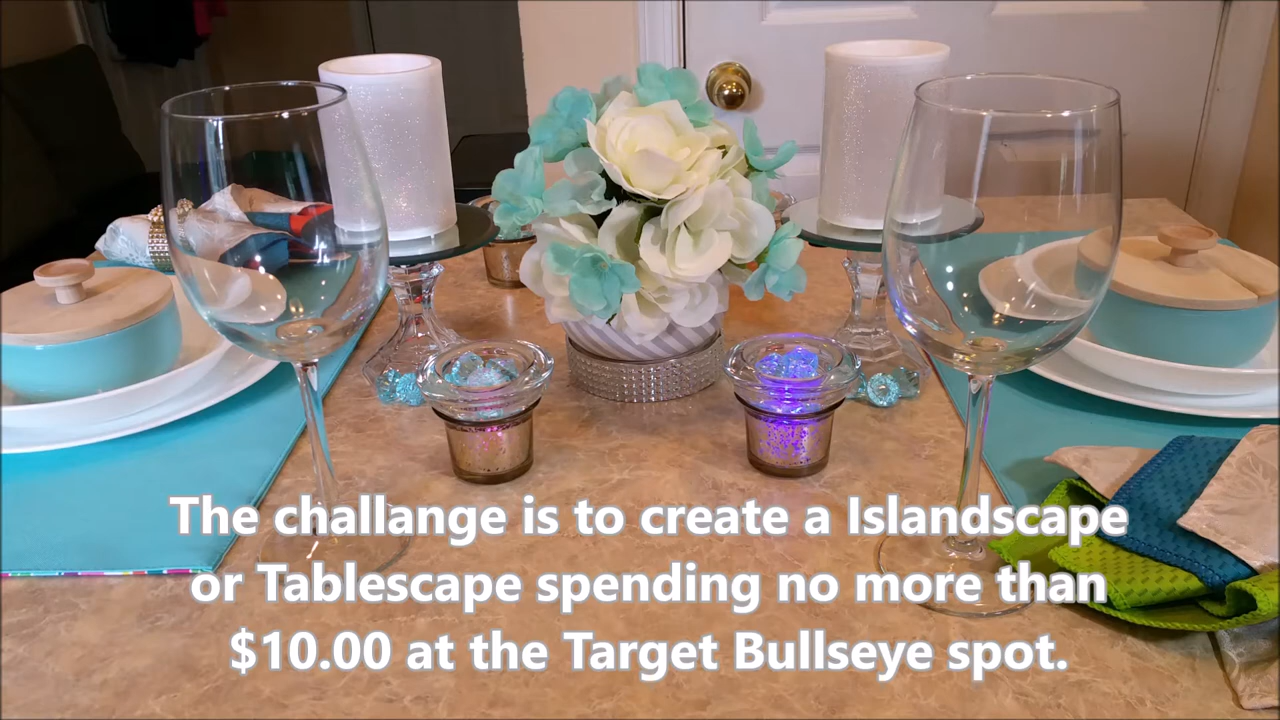 The challange is to create a Islandscape
or Tablescape spending no more than
$10.00 at the Target Bullseye spot.